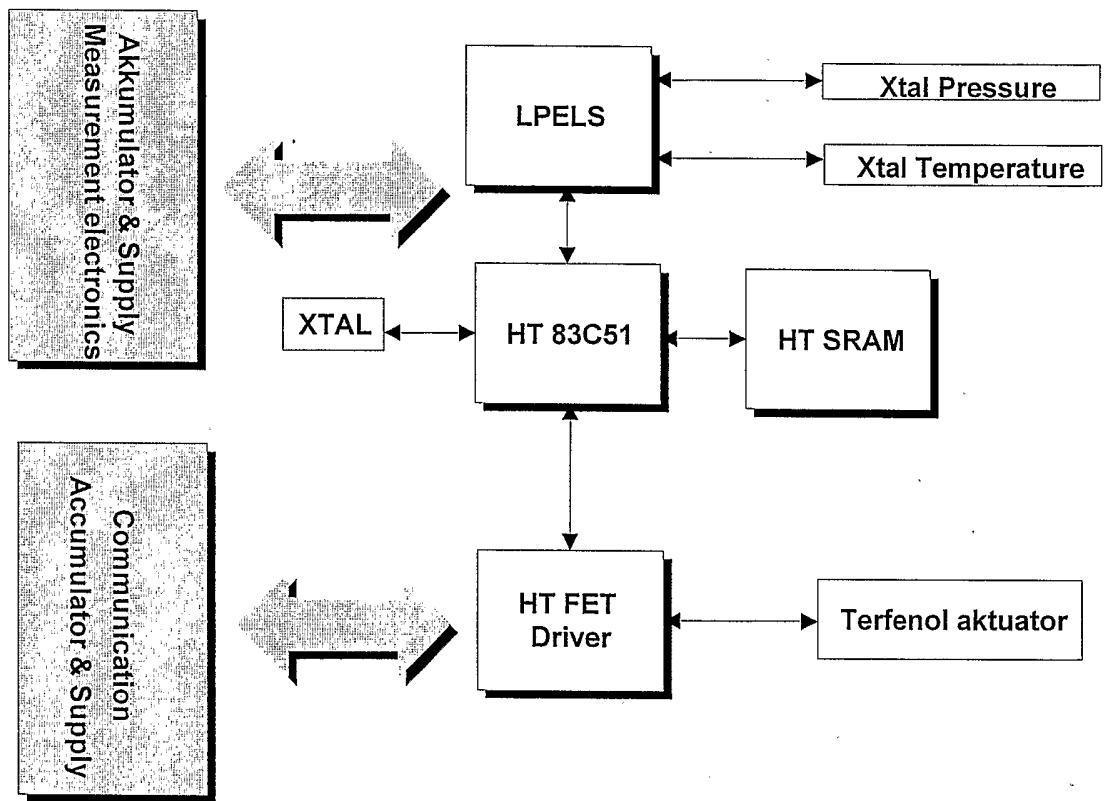 Akkumulator & Supply
Measurement electronics
LPELS
Xtal Pressure
Xtal Temperature
XTAL
HT 83C51
HT SRAM
Communication
Accumulator & Supply
HT FET
Driver
Terfenol aktuator